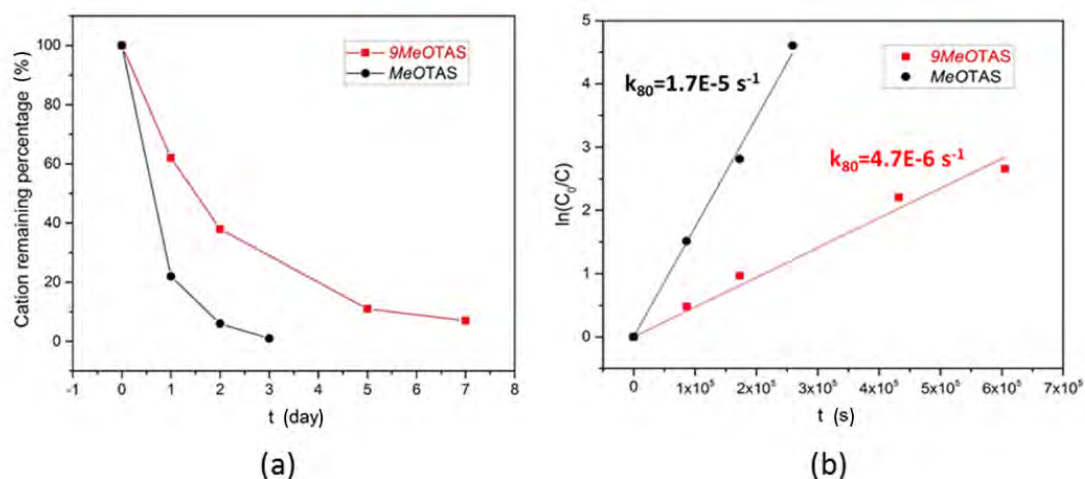 Cation remaining percentage (%)
100
80
60
40
20
0
-1 0 1 2 3 4 5 6 7 8
t (day)
9MeOTAS
MeOTAS
(a)
ln(C₀/C)
5
4
3
2
1
0
0 1x10⁵ 2x10⁵ 3x10⁵ 4x10⁵ 5x10⁵ 6x10⁵ 7x10⁵
t (s)
9MeOTAS
MeOTAS
k₈₀=1.7E-5 s⁻¹
k₈₀=4.7E-6 s⁻¹
(b)